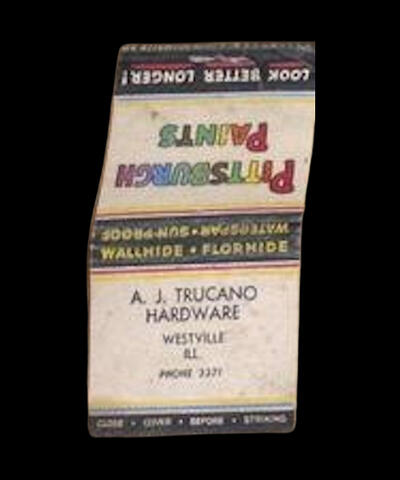 LOOK BETTER LONGER!
PITTSBURGH
PAINTS
WATERSPAR • SUN-PROOF
WALLHIDE • FLORHIDE
A. J. TRUCANO
HARDWARE
WESTVILLE
ILL.
PHONE 3371
CLOSE • COVER • BEFORE • STRIKING